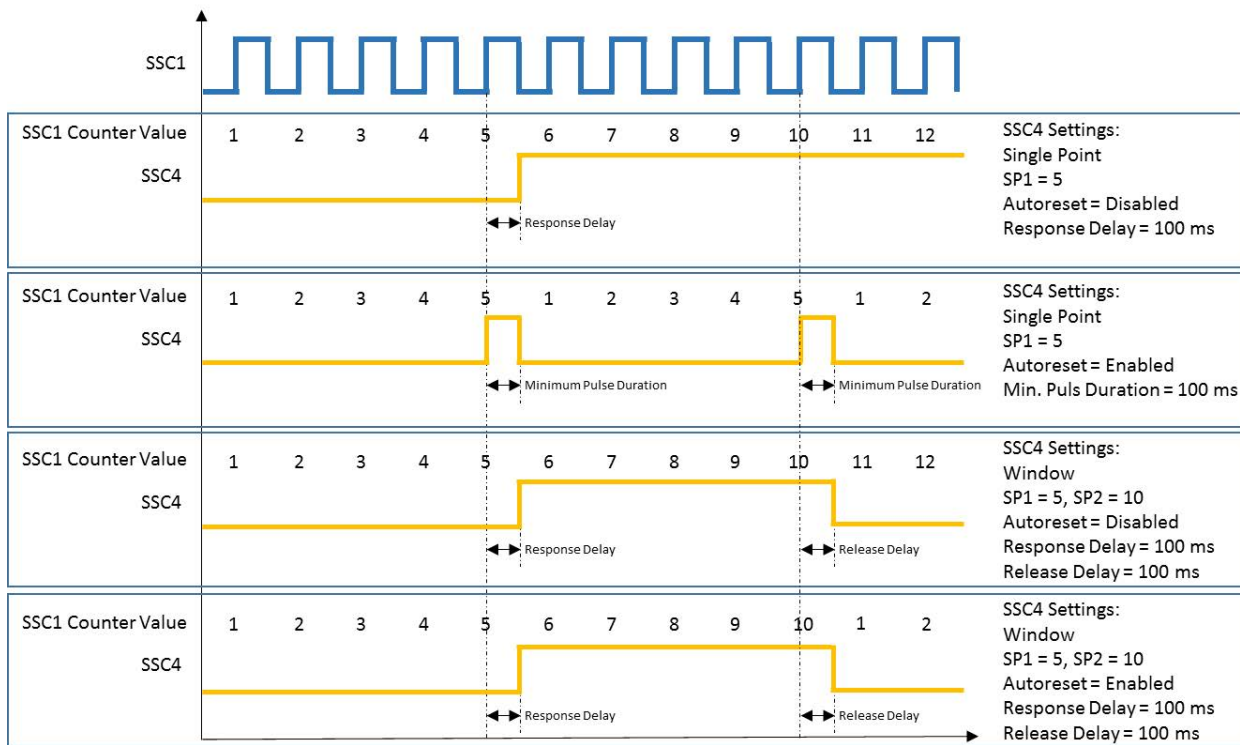 SSC1
SSC1 Counter Value 1 2 3 4 5 6 7 8 9 10 11 12
SSC4
Response Delay
SSC4 Settings:
Single Point
SP1 = 5
Autoreset = Disabled
Response Delay = 100 ms
SSC1 Counter Value 1 2 3 4 5 1 2 3 4 5 1 2
SSC4
Minimum Pulse Duration Minimum Pulse Duration
SSC4 Settings:
Single Point
SP1 = 5
Autoreset = Enabled
Min. Puls Duration = 100 ms
SSC1 Counter Value 1 2 3 4 5 6 7 8 9 10 11 12
SSC4
Response Delay Release Delay
SSC4 Settings:
Window
SP1 = 5, SP2 = 10
Autoreset = Disabled
Response Delay = 100 ms
Release Delay = 100 ms
SSC1 Counter Value 1 2 3 4 5 6 7 8 9 10 1 2
SSC4
Response Delay Release Delay
SSC4 Settings:
Window
SP1 = 5, SP2 = 10
Autoreset = Enabled
Response Delay = 100 ms
Release Delay = 100 ms